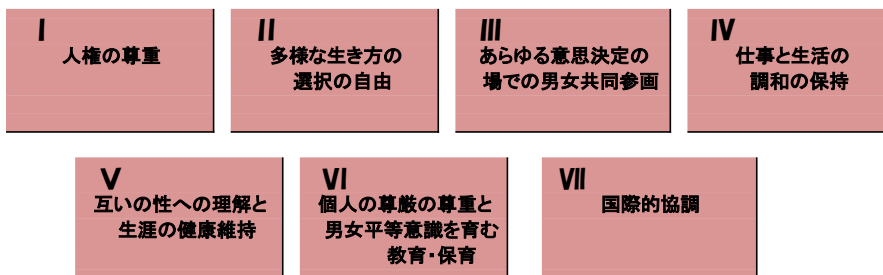 I
人権の尊重
II
多様な生き方の
選択の自由
III
あらゆる意思決定の
場での男女共同参画
IV
仕事と生活の
調和の保持
V
互いの性への理解と
生涯の健康維持
VI
個人の尊厳の尊重と
男女平等意識を育む
教育・保育
VII
国際的協調